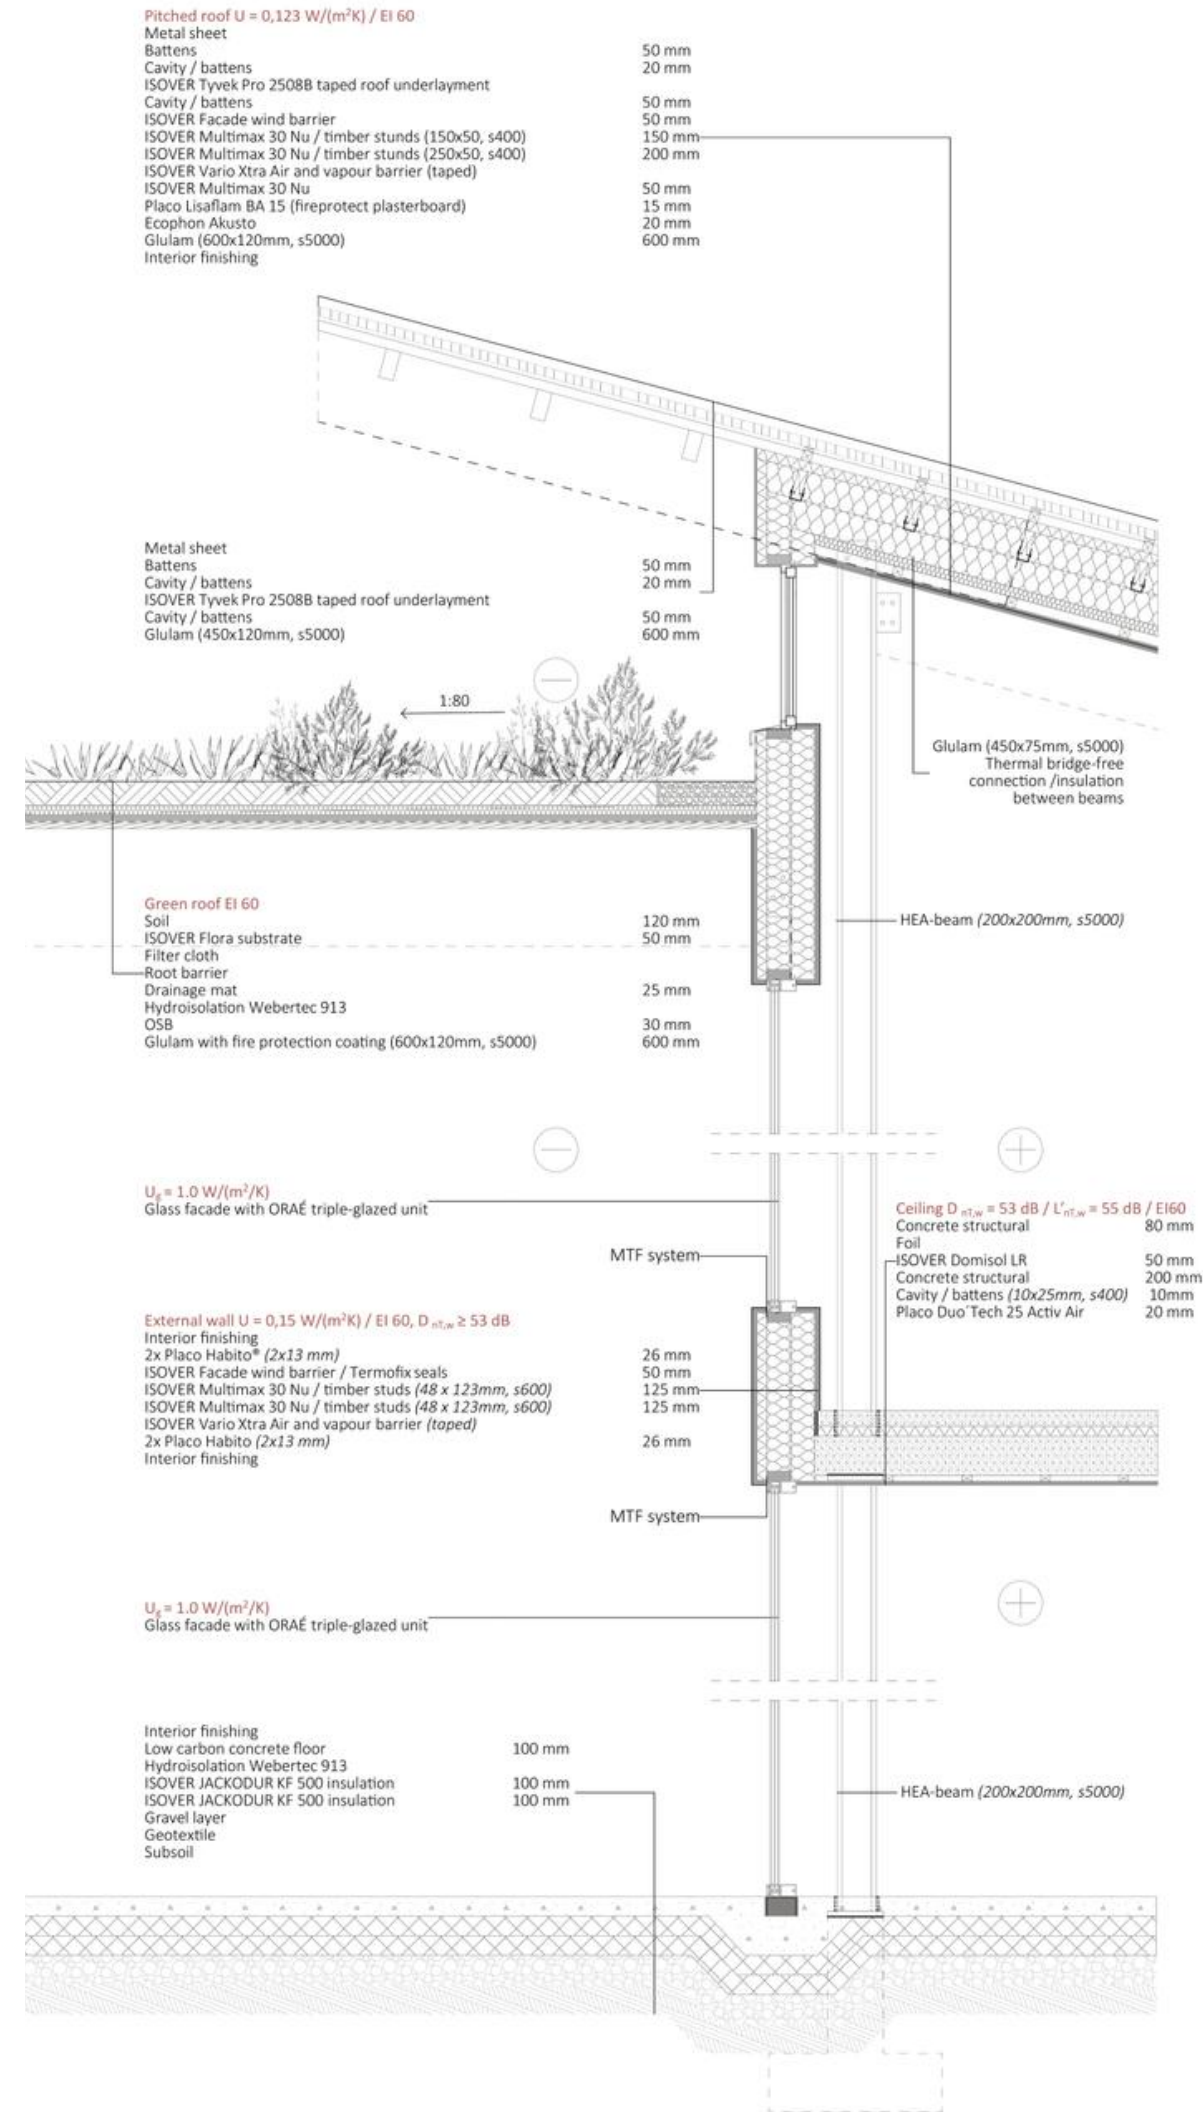 Pitched roof U = 0,123 W/(m²K) / EI 60
Metal sheet
Battens 50 mm
Cavity / battens 20 mm
ISOVER Tyvek Pro 2508B taped roof underlayment
Cavity / battens 50 mm
ISOVER Facade wind barrier 50 mm
ISOVER Multimax 30 Nu / timber stunds (150x50, s400) 150 mm
ISOVER Multimax 30 Nu / timber stunds (250x50, s400) 200 mm
ISOVER Vario Xtra Air and vapour barrier (taped)
ISOVER Multimax 30 Nu 50 mm
Placo Lisaflam BA 15 (fireprotect plasterboard) 15 mm
Ecophon Akusto 20 mm
Glulam (600x120mm, s5000) 600 mm
Interior finishing
Metal sheet
Battens 50 mm
Cavity / battens 20 mm
ISOVER Tyvek Pro 2508B taped roof underlayment
Cavity / battens 50 mm
Glulam (450x120mm, s5000) 600 mm
1:80
Glulam (450x75mm, s5000)
Thermal bridge-free
connection /insulation
between beams
Green roof EI 60
Soil 120 mm
ISOVER Flora substrate 50 mm
Filter cloth
Root barrier
Drainage mat 25 mm
Hydroisolation Webertec 913
OSB 30 mm
Glulam with fire protection coating (600x120mm, s5000) 600 mm
HEA-beam (200x200mm, s5000)
Ug = 1.0 W/(m²/K)
Glass facade with ORAÉ triple-glazed unit
MTF system
Ceiling D nT,w = 53 dB / L'nT,w = 55 dB / EI60
Concrete structural 80 mm
Foil
ISOVER Domisol LR 50 mm
Concrete structural 200 mm
Cavity / battens (10x25mm, s400) 10mm
Placo Duo´Tech 25 Activ Air 20 mm
External wall U = 0,15 W/(m²K) / EI 60, D nT,w ≥ 53 dB
Interior finishing
2x Placo Habito® (2x13 mm) 26 mm
ISOVER Facade wind barrier / Termofix seals 50 mm
ISOVER Multimax 30 Nu / timber studs (48 x 123mm, s600) 125 mm
ISOVER Multimax 30 Nu / timber studs (48 x 123mm, s600) 125 mm
ISOVER Vario Xtra Air and vapour barrier (taped)
2x Placo Habito (2x13 mm) 26 mm
Interior finishing
MTF system
Ug = 1.0 W/(m²/K)
Glass facade with ORAÉ triple-glazed unit
Interior finishing
Low carbon concrete floor 100 mm
Hydroisolation Webertec 913
ISOVER JACKODUR KF 500 insulation 100 mm
ISOVER JACKODUR KF 500 insulation 100 mm
Gravel layer
Geotextile
Subsoil
HEA-beam (200x200mm, s5000)